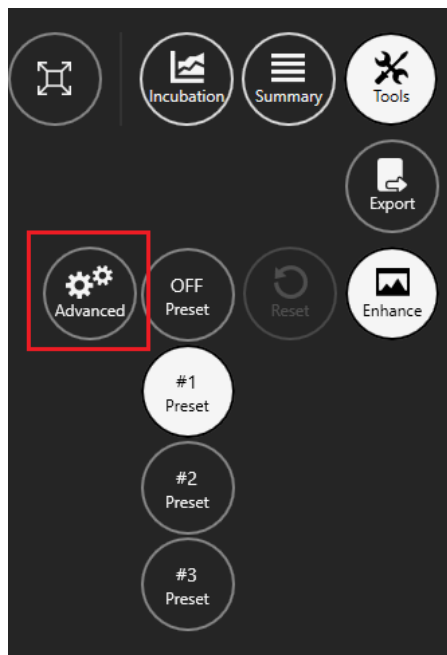 Incubation
Summary
Tools
Export
Advanced
OFF
Preset
Reset
Enhance
#1
Preset
#2
Preset
#3
Preset